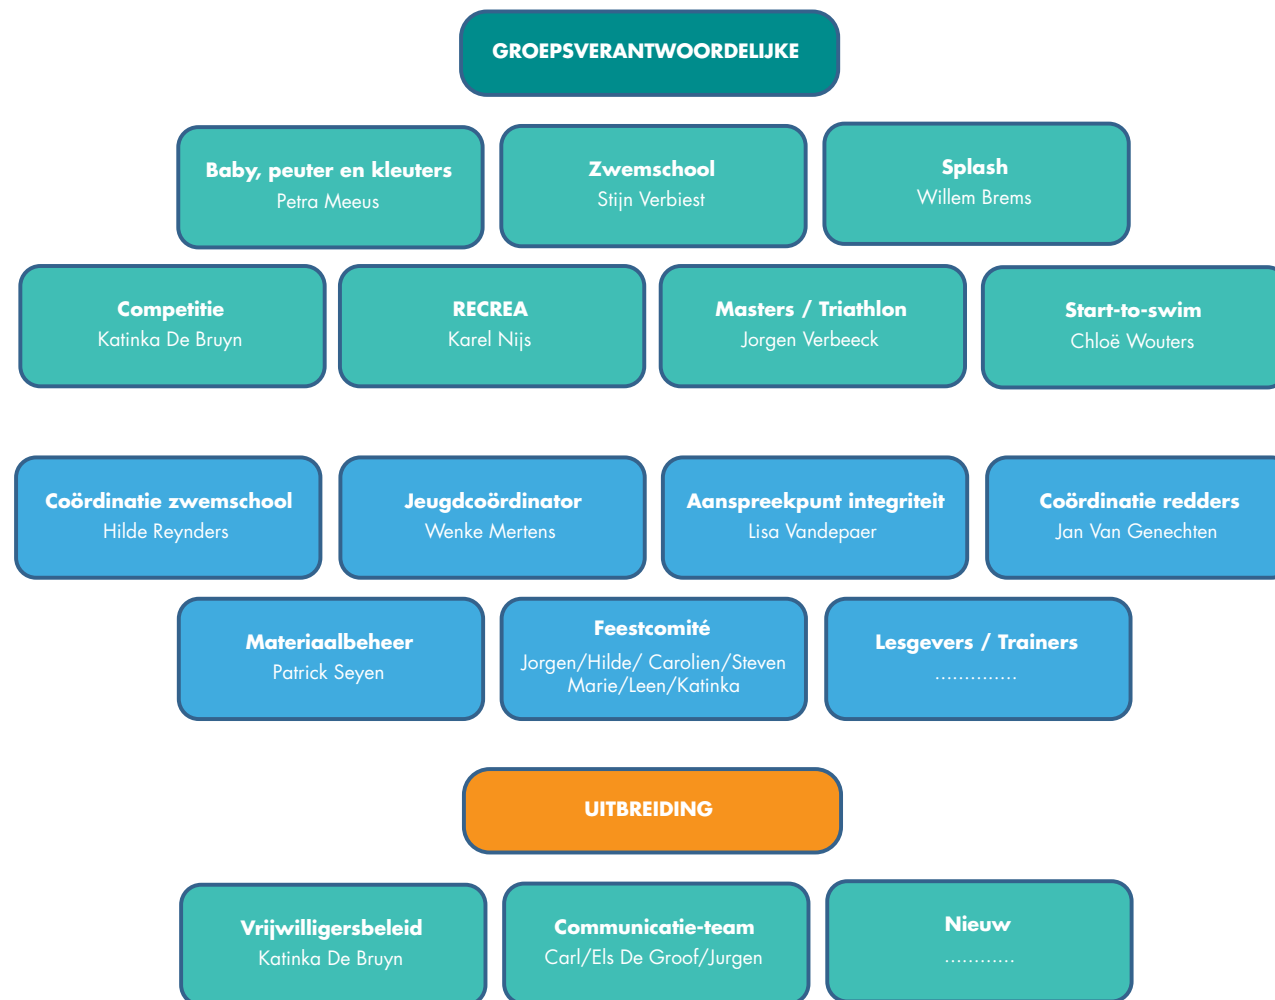 GROEPSVERANTWOORDELIJKE
Baby, peuter en kleuters
Petra Meeus
Zwemschool
Stijn Verbiest
Splash
Willem Brems
Competitie
Katinka De Bruyn
RECREA
Karel Nijs
Masters / Triathlon
Jorgen Verbeeck
Start-to-swim
Chloë Wouters
Coördinatie zwemschool
Hilde Reynders
Jeugdcoördinator
Wenke Mertens
Aanspreekpunt integriteit
Lisa Vandepaer
Coördinatie redders
Jan Van Genechten
Materiaalbeheer
Patrick Seyen
Feestcomité
Jorgen/Hilde/ Carolien/Steven
Marie/Leen/Katinka
Lesgevers / Trainers
..............
UITBREIDING
Vrijwilligersbeleid
Katinka De Bruyn
Communicatie-team
Carl/Els De Groof/Jurgen
Nieuw
............